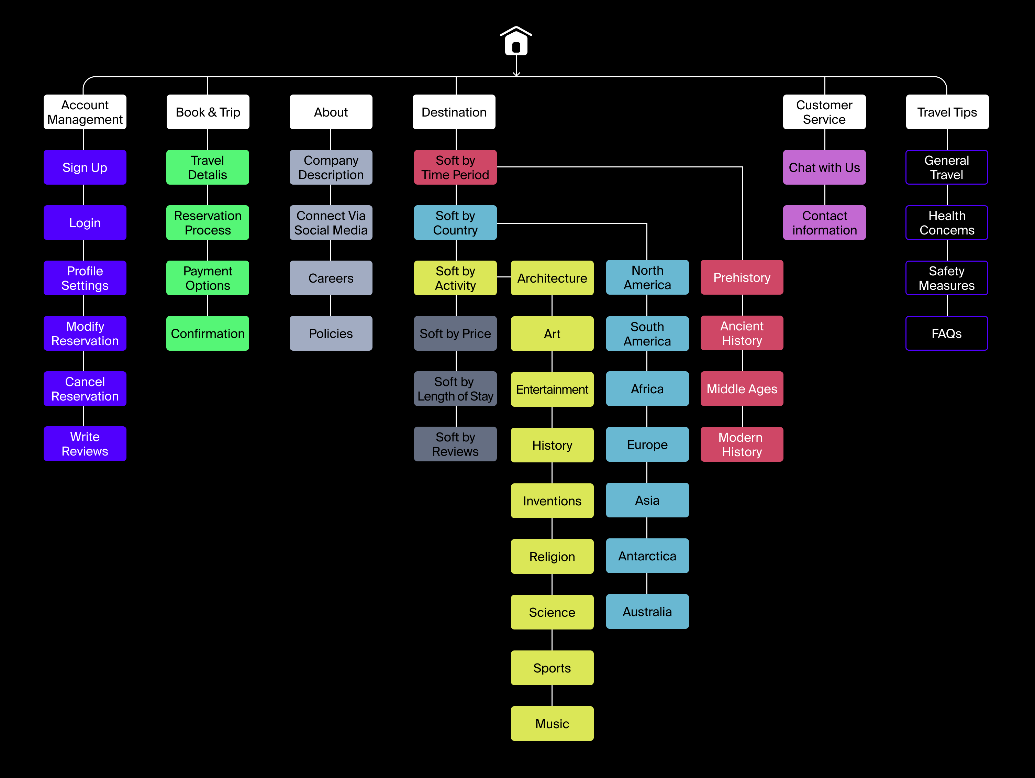 Account
Management
Book & Trip
About
Destination
Customer
Service
Travel Tips
Sign Up
Login
Profile
Settings
Modify
Reservation
Cancel
Reservation
Write
Reviews
Travel
Detalis
Reservation
Process
Payment
Options
Confirmation
Company
Description
Connect Via
Social Media
Careers
Policies
Soft by
Time Period
Soft by
Country
Soft by
Activity
Soft by Price
Soft by
Length of Stay
Soft by
Reviews
Architecture
Art
Entertainment
History
Inventions
Religion
Science
Sports
Music
North
America
South
America
Africa
Europe
Asia
Antarctica
Australia
Prehistory
Ancient
History
Middle Ages
Modern
History
Chat with Us
Contact
information
General
Travel
Health
Concems
Safety
Measures
FAQs